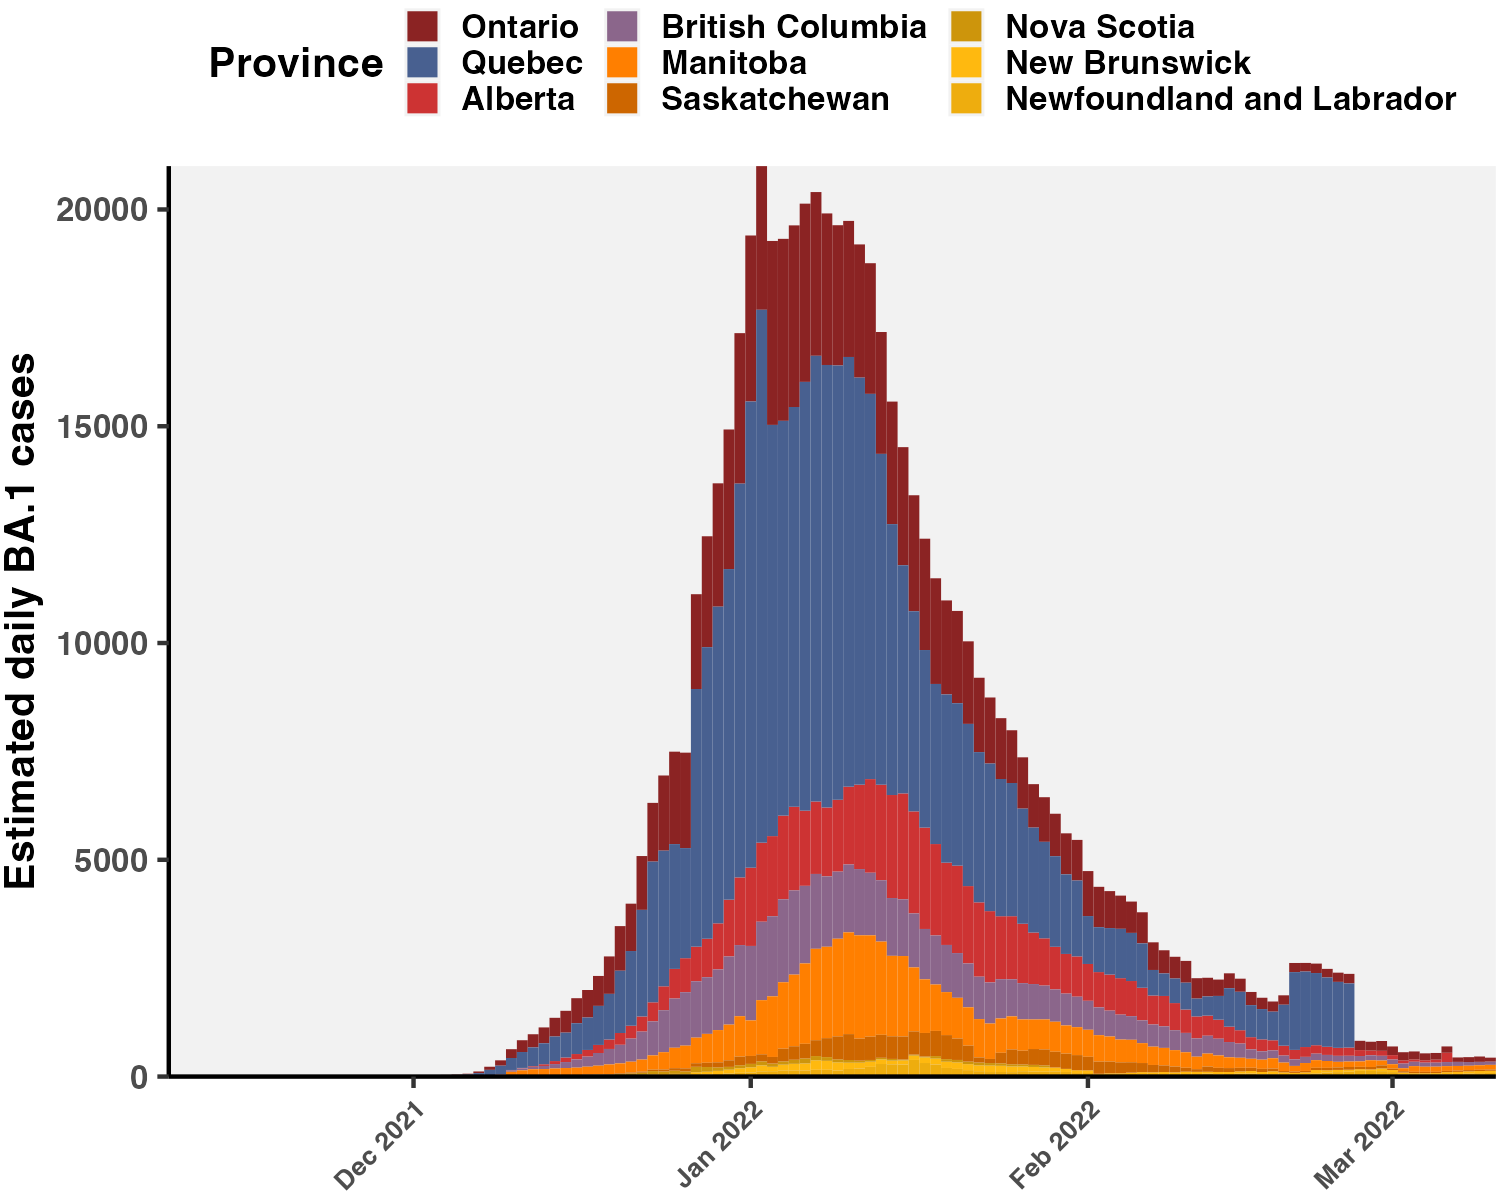 Province
Ontario
Quebec
Alberta
British Columbia
Manitoba
Saskatchewan
Nova Scotia
New Brunswick
Newfoundland and Labrador
Estimated daily BA.1 cases
20000
15000
10000
5000
0
Dec 2021
Jan 2022
Feb 2022
Mar 2022